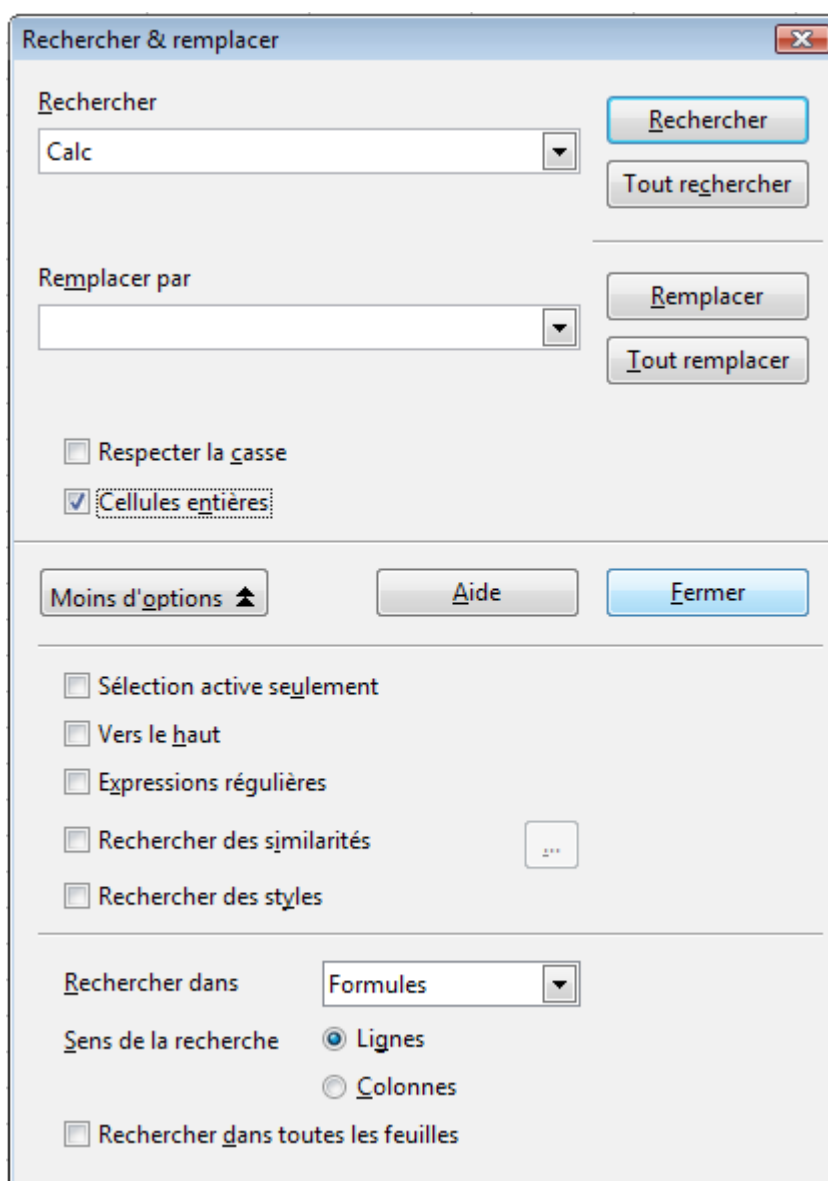 Rechercher & remplacer
Rechercher
Calc
Rechercher
Tout rechercher
Remplacer par
Remplacer
Tout remplacer
Respecter la casse
Cellules entières
Moins d'options
Aide
Fermer
Sélection active seulement
Vers le haut
Expressions régulières
Rechercher des similarités
...
Rechercher des styles
Rechercher dans
Formules
Sens de la recherche
Lignes
Colonnes
Rechercher dans toutes les feuilles